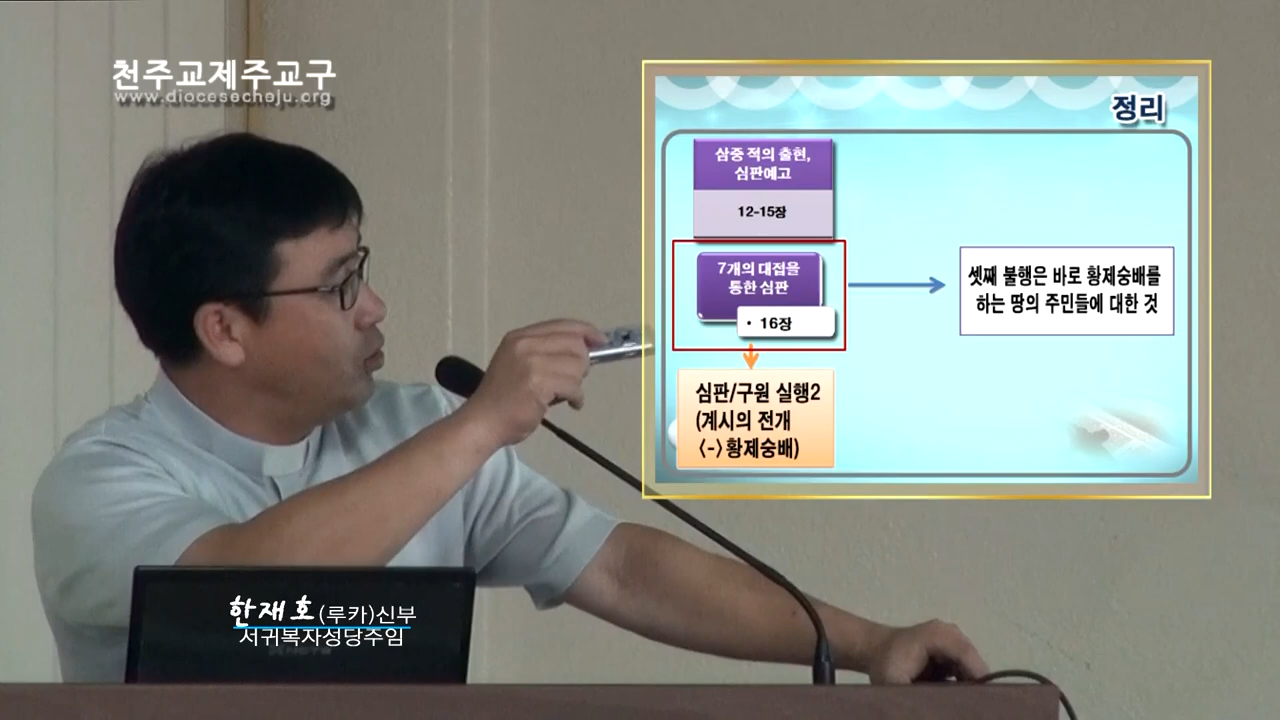 천주교제주교구
www.diocesecheju.org
정리
삼중 적의 출현,
심판예고
12-15장
7개의 대접을
통한 심판
• 16장
셋째 불행은 바로 황제숭배를
하는 땅의 주민들에 대한 것
심판/구원 실행2
(계시의 전개
<-> 황제숭배)
한재호(루카)신부
서귀복자성당주임